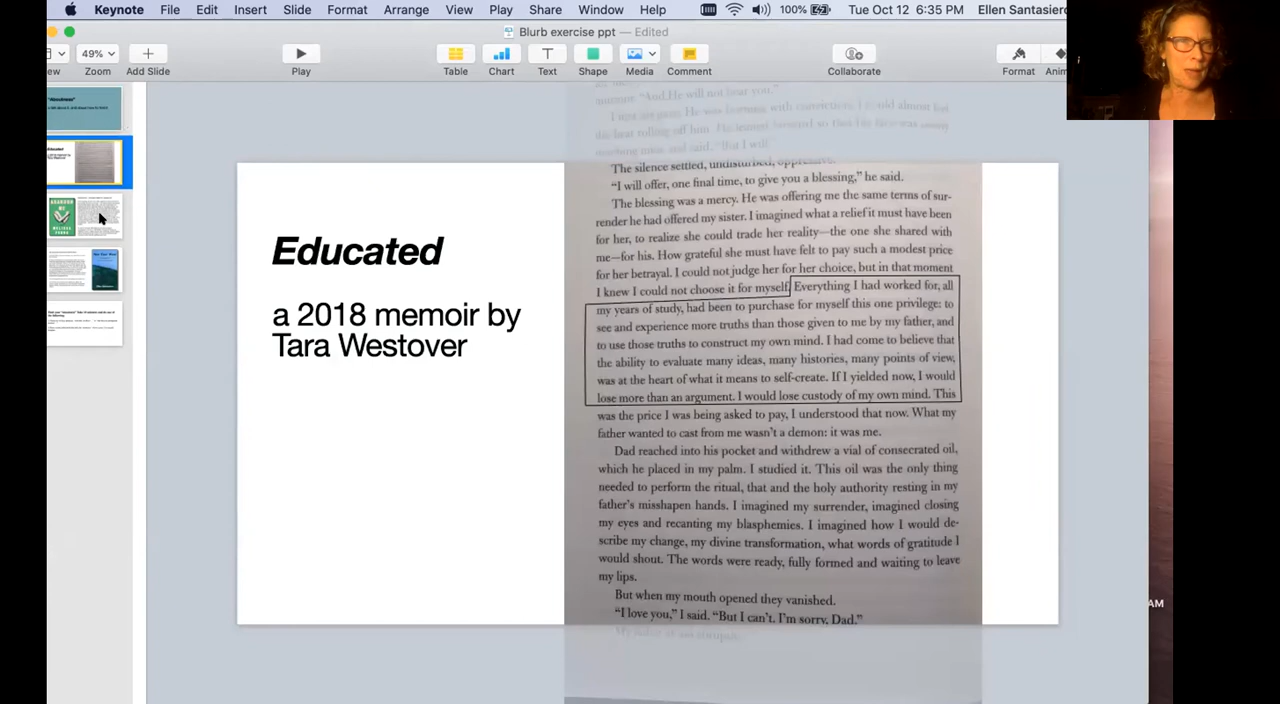 Keynote File Edit Insert Slide Format Arrange View Play Share Window Help 100% Tue Oct 12 6:35 PM Ellen Santasiero
Blurb exercise ppt — Edited
49%
Zoom Add Slide Play Table Chart Text Shape Media Comment Collaborate Format
Educated
a 2018 memoir by
Tara Westover
"And He will not hear you."
The silence settled, undisturbed, oppressive.
"I will offer, one final time, to give you a blessing," he said.
The blessing was a mercy. He was offering me the same terms of sur-
render he had offered my sister. I imagined what a relief it must have been
for her, to realize she could trade her reality—the one she shared with
me—for his. How grateful she must have felt to pay such a modest price
for her betrayal. I could not judge her for her choice, but in that moment
I knew I could not choose it for myself. Everything I had worked for, all
my years of study, had been to purchase for myself this one privilege: to
see and experience more truths than those given to me by my father, and
to use those truths to construct my own mind. I had come to believe that
the ability to evaluate many ideas, many histories, many points of view,
was at the heart of what it means to self-create. If I yielded now, I would
lose more than an argument. I would lose custody of my own mind. This
was the price I was being asked to pay, I understood that now. What my
father wanted to cast from me wasn't a demon: it was me.
Dad reached into his pocket and withdrew a vial of consecrated oil,
which he placed in my palm. I studied it. This oil was the only thing
needed to perform the ritual, that and the holy authority resting in my
father's misshapen hands. I imagined my surrender, imagined closing
my eyes and recanting my blasphemies. I imagined how I would de-
scribe my change, my divine transformation, what words of gratitude I
would shout. The words were ready, fully formed and waiting to leave
my lips.
But when my mouth opened they vanished.
"I love you," I said. "But I can't. I'm sorry, Dad."
AM